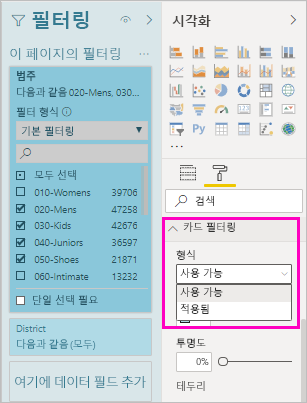 필터링
이 페이지의 필터링 ...
범주
다음과 같음 020-Mens, 030...
필터 형식
기본 필터링
모두 선택
010-Womens 39706
020-Mens 47258
030-Kids 42676
040-Juniors 36597
050-Shoes 21871
060-Intimate 13232
단일 선택 필요
District
다음과 같음 (모두)
여기에 데이터 필드 추가
시각화
Py
R
...
검색
카드 필터링
형식
사용 가능
사용 가능
적용됨
투명도
0%
테두리